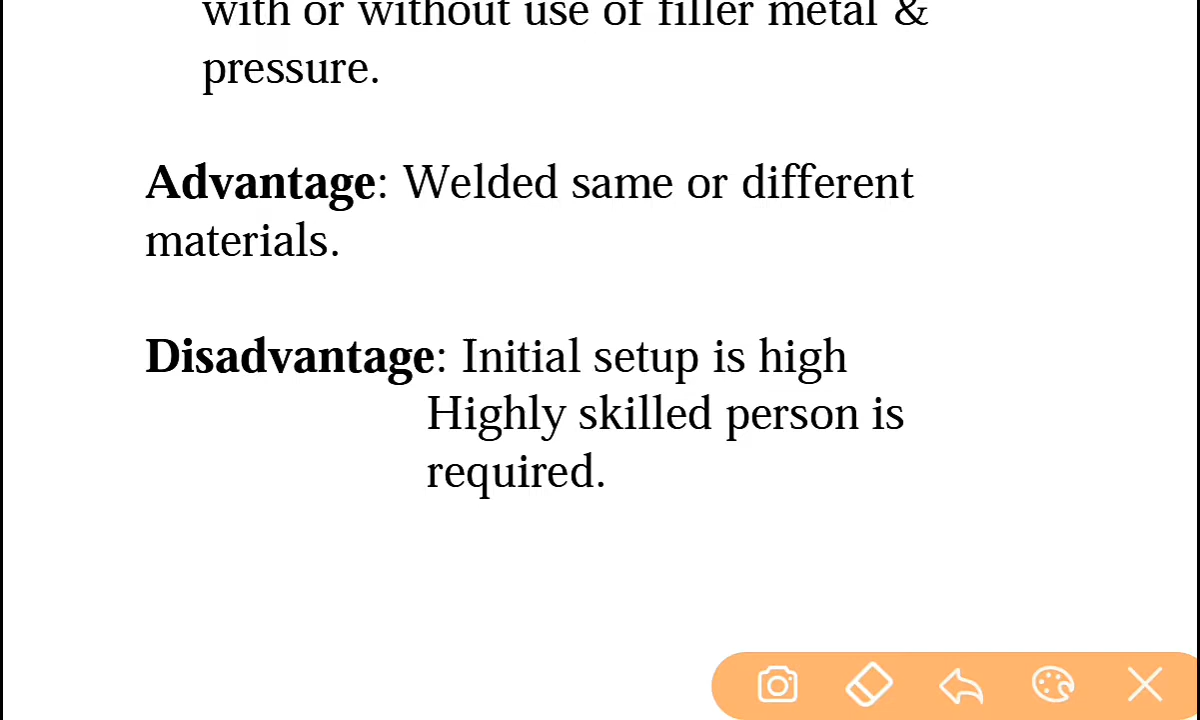 with or without use of filler metal &
pressure.
Advantage: Welded same or different
materials.
Disadvantage: Initial setup is high
Highly skilled person is
required.